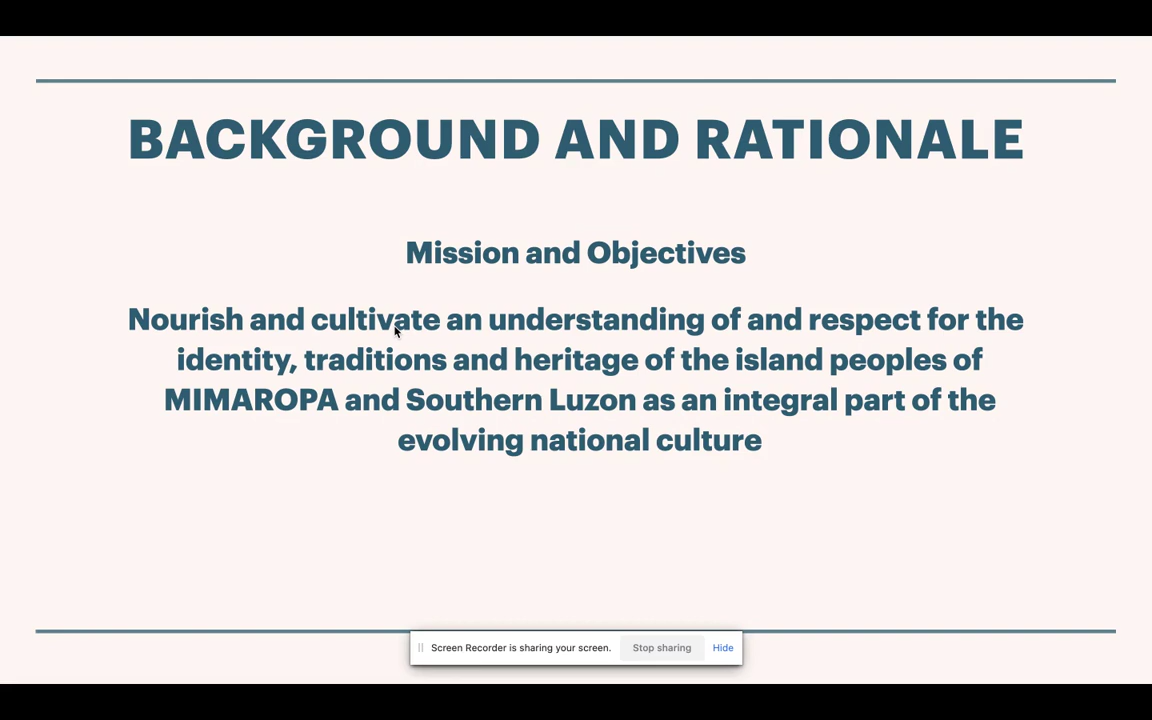 BACKGROUND AND RATIONALE
Mission and Objectives
Nourish and cultivate an understanding of and respect for the
identity, traditions and heritage of the island peoples of
MIMAROPA and Southern Luzon as an integral part of the
evolving national culture
Screen Recorder is sharing your screen. Stop sharing Hide